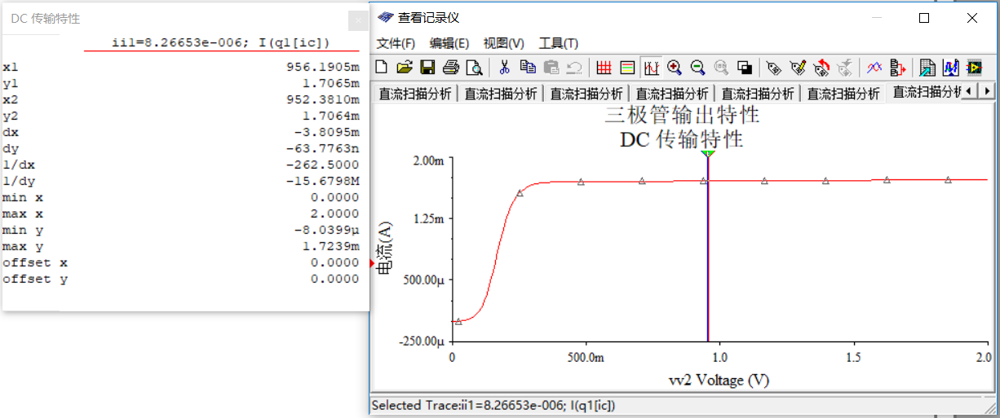 DC 传输特性
ii1=8.26653e-006; I(q1[ic])
x1 956.1905m
y1 1.7065m
x2 952.3810m
y2 1.7064m
dx -3.8095m
dy -63.7763n
1/dx -262.5000
1/dy -15.6798M
min x 0.0000
max x 2.0000
min y -8.0399µ
max y 1.7239m
offset x 0.0000
offset y 0.0000
查看记录仪
文件(F) 编辑(E) 视图(V) 工具(T)
直流扫描分析 直流扫描分析 直流扫描分析 直流扫描分析 直流扫描分析 直流扫描分析 直流扫描分析
三极管输出特性
DC 传输特性
2.00m
1.25m
500.00µ
-250.00µ
电流(A)
0 500.0m 1.0 1.5 2.0
vv2 Voltage (V)
Selected Trace:ii1=8.26653e-006; I(q1[ic])